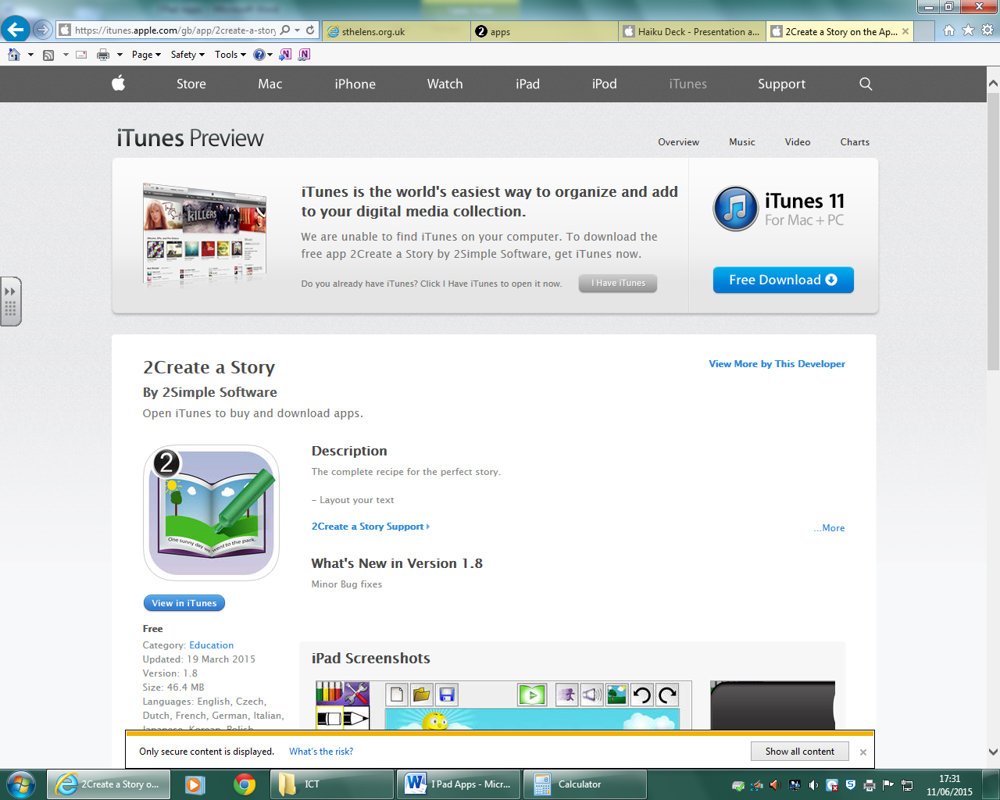 https://itunes.apple.com/gb/app/2create-a-story
sthelens.org.uk
apps
Haiku Deck - Presentation a...
2Create a Story on the Ap...
Page
Safety
Tools
Store
Mac
iPhone
Watch
iPad
iPod
iTunes
Support
iTunes Preview
Overview
Music
Video
Charts
iTunes is the world's easiest way to organize and add
to your digital media collection.
We are unable to find iTunes on your computer. To download the
free app 2Create a Story by 2Simple Software, get iTunes now.
Do you already have iTunes? Click I Have iTunes to open it now.
I Have iTunes
iTunes 11
For Mac + PC
Free Download
KILLERS
2Create a Story
View More by This Developer
By 2Simple Software
Open iTunes to buy and download apps.
2
One sunny day we went to the park.
Description
The complete recipe for the perfect story.
- Layout your text
2Create a Story Support
...More
What's New in Version 1.8
Minor Bug fixes
View in iTunes
Free
Category: Education
Updated: 19 March 2015
Version: 1.8
Size: 46.4 MB
Languages: English, Czech,
Dutch, French, German, Italian,
Japanese, Korean, Polish,
iPad Screenshots
Only secure content is displayed.
What's the risk?
Show all content
2Create a Story o...
ICT
I Pad Apps - Micr...
Calculator
17:31
11/06/2015